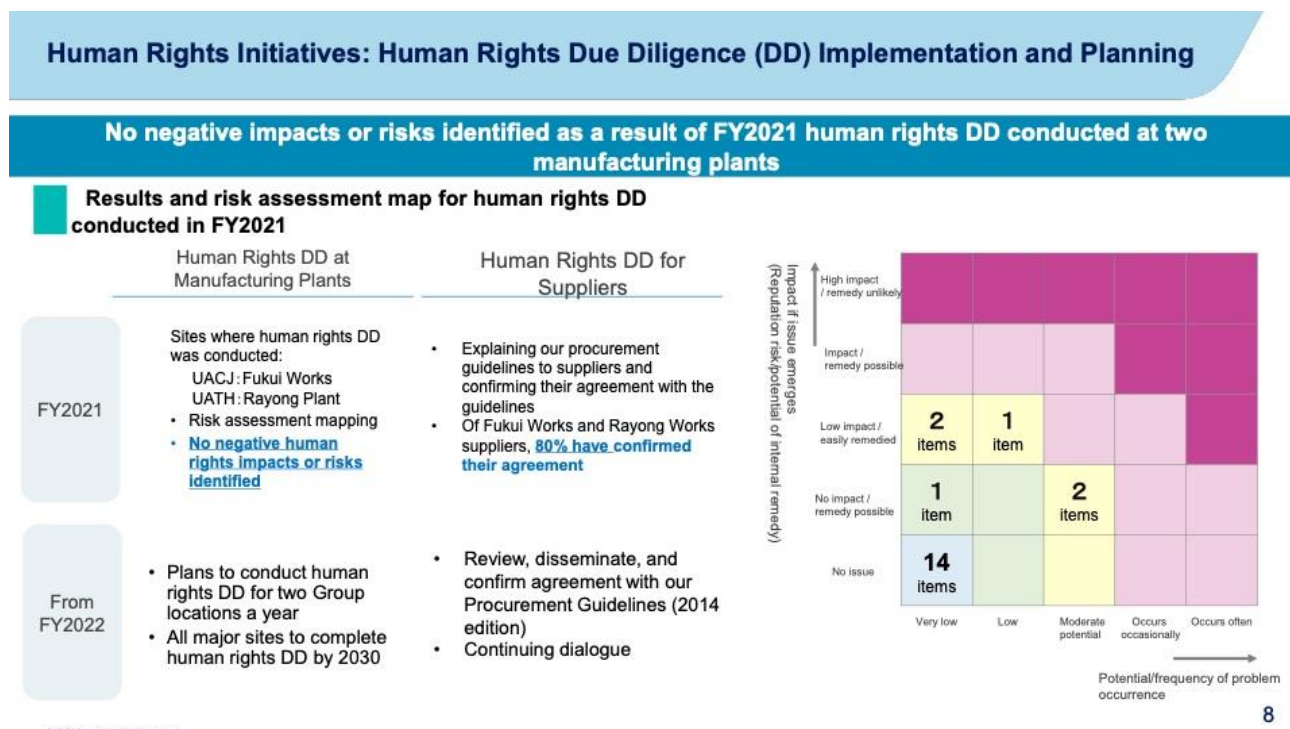 Human Rights Initiatives: Human Rights Due Diligence (DD) Implementation and Planning
No negative impacts or risks identified as a result of FY2021 human rights DD conducted at two
manufacturing plants
Results and risk assessment map for human rights DD
conducted in FY2021
Human Rights DD at
Manufacturing Plants
Human Rights DD for
Suppliers
FY2021
Sites where human rights DD
was conducted:
UACJ:Fukui Works
UATH:Rayong Plant
• Risk assessment mapping
• No negative human
rights impacts or risks
identified
• Explaining our procurement
guidelines to suppliers and
confirming their agreement with the
guidelines
• Of Fukui Works and Rayong Works
suppliers, 80% have confirmed
their agreement
From
FY2022
• Plans to conduct human
rights DD for two Group
locations a year
• All major sites to complete
human rights DD by 2030
• Review, disseminate, and
confirm agreement with our
Procurement Guidelines (2014
edition)
• Continuing dialogue
Impact if issue emerges
(Reputation risk/potential of internal remedy)
High impact
/ remedy unlikely
Impact /
remedy possible
Low impact /
easily remedied
2
items
1
item
No impact /
remedy possible
1
item
2
items
No issue
14
items
Very low
Low
Moderate
potential
Occurs
occasionally
Occurs often
Potential/frequency of problem
occurrence
8